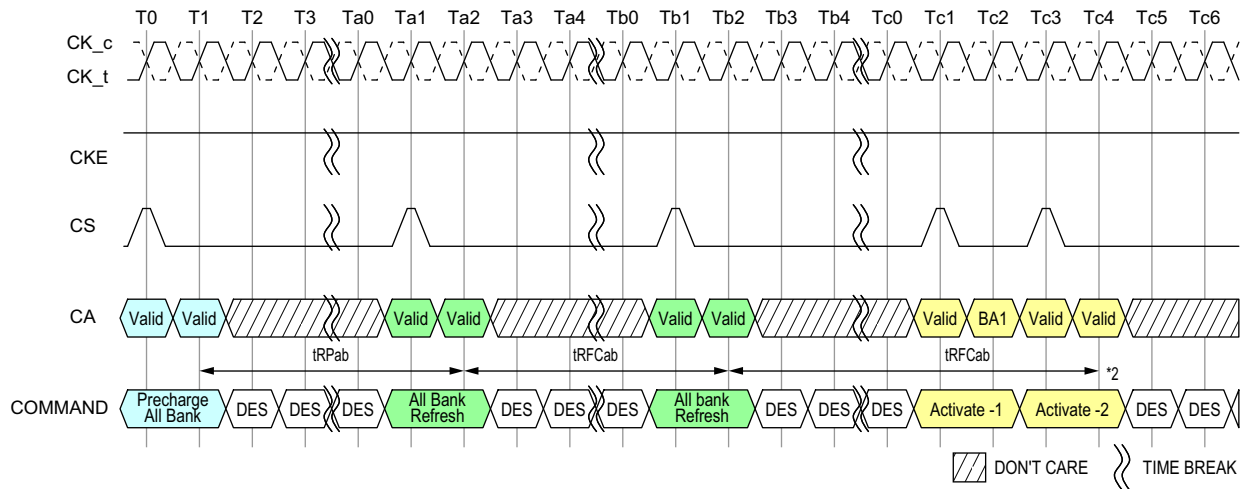 T0 T1 T2 T3 Ta0 Ta1 Ta2 Ta3 Ta4 Tb0 Tb1 Tb2 Tb3 Tb4 Tc0 Tc1 Tc2 Tc3 Tc4 Tc5 Tc6
CK_c
CK_t
CKE
CS
CA Valid Valid Valid Valid Valid Valid Valid BA1 Valid Valid
tRPab tRFCab tRFCab
*2
COMMAND Precharge All Bank DES DES DES All Bank Refresh DES DES DES All bank Refresh DES DES DES Activate -1 Activate -2 DES DES
DON'T CARE TIME BREAK